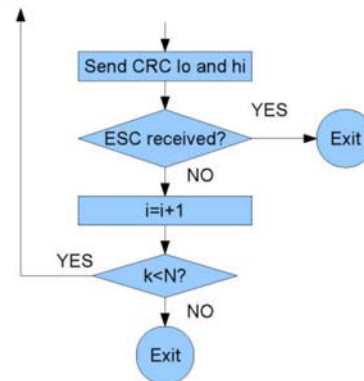 Send CRC lo and hi
YES
ESC received?
Exit
NO
i=i+1
YES
k<N?
NO
Exit